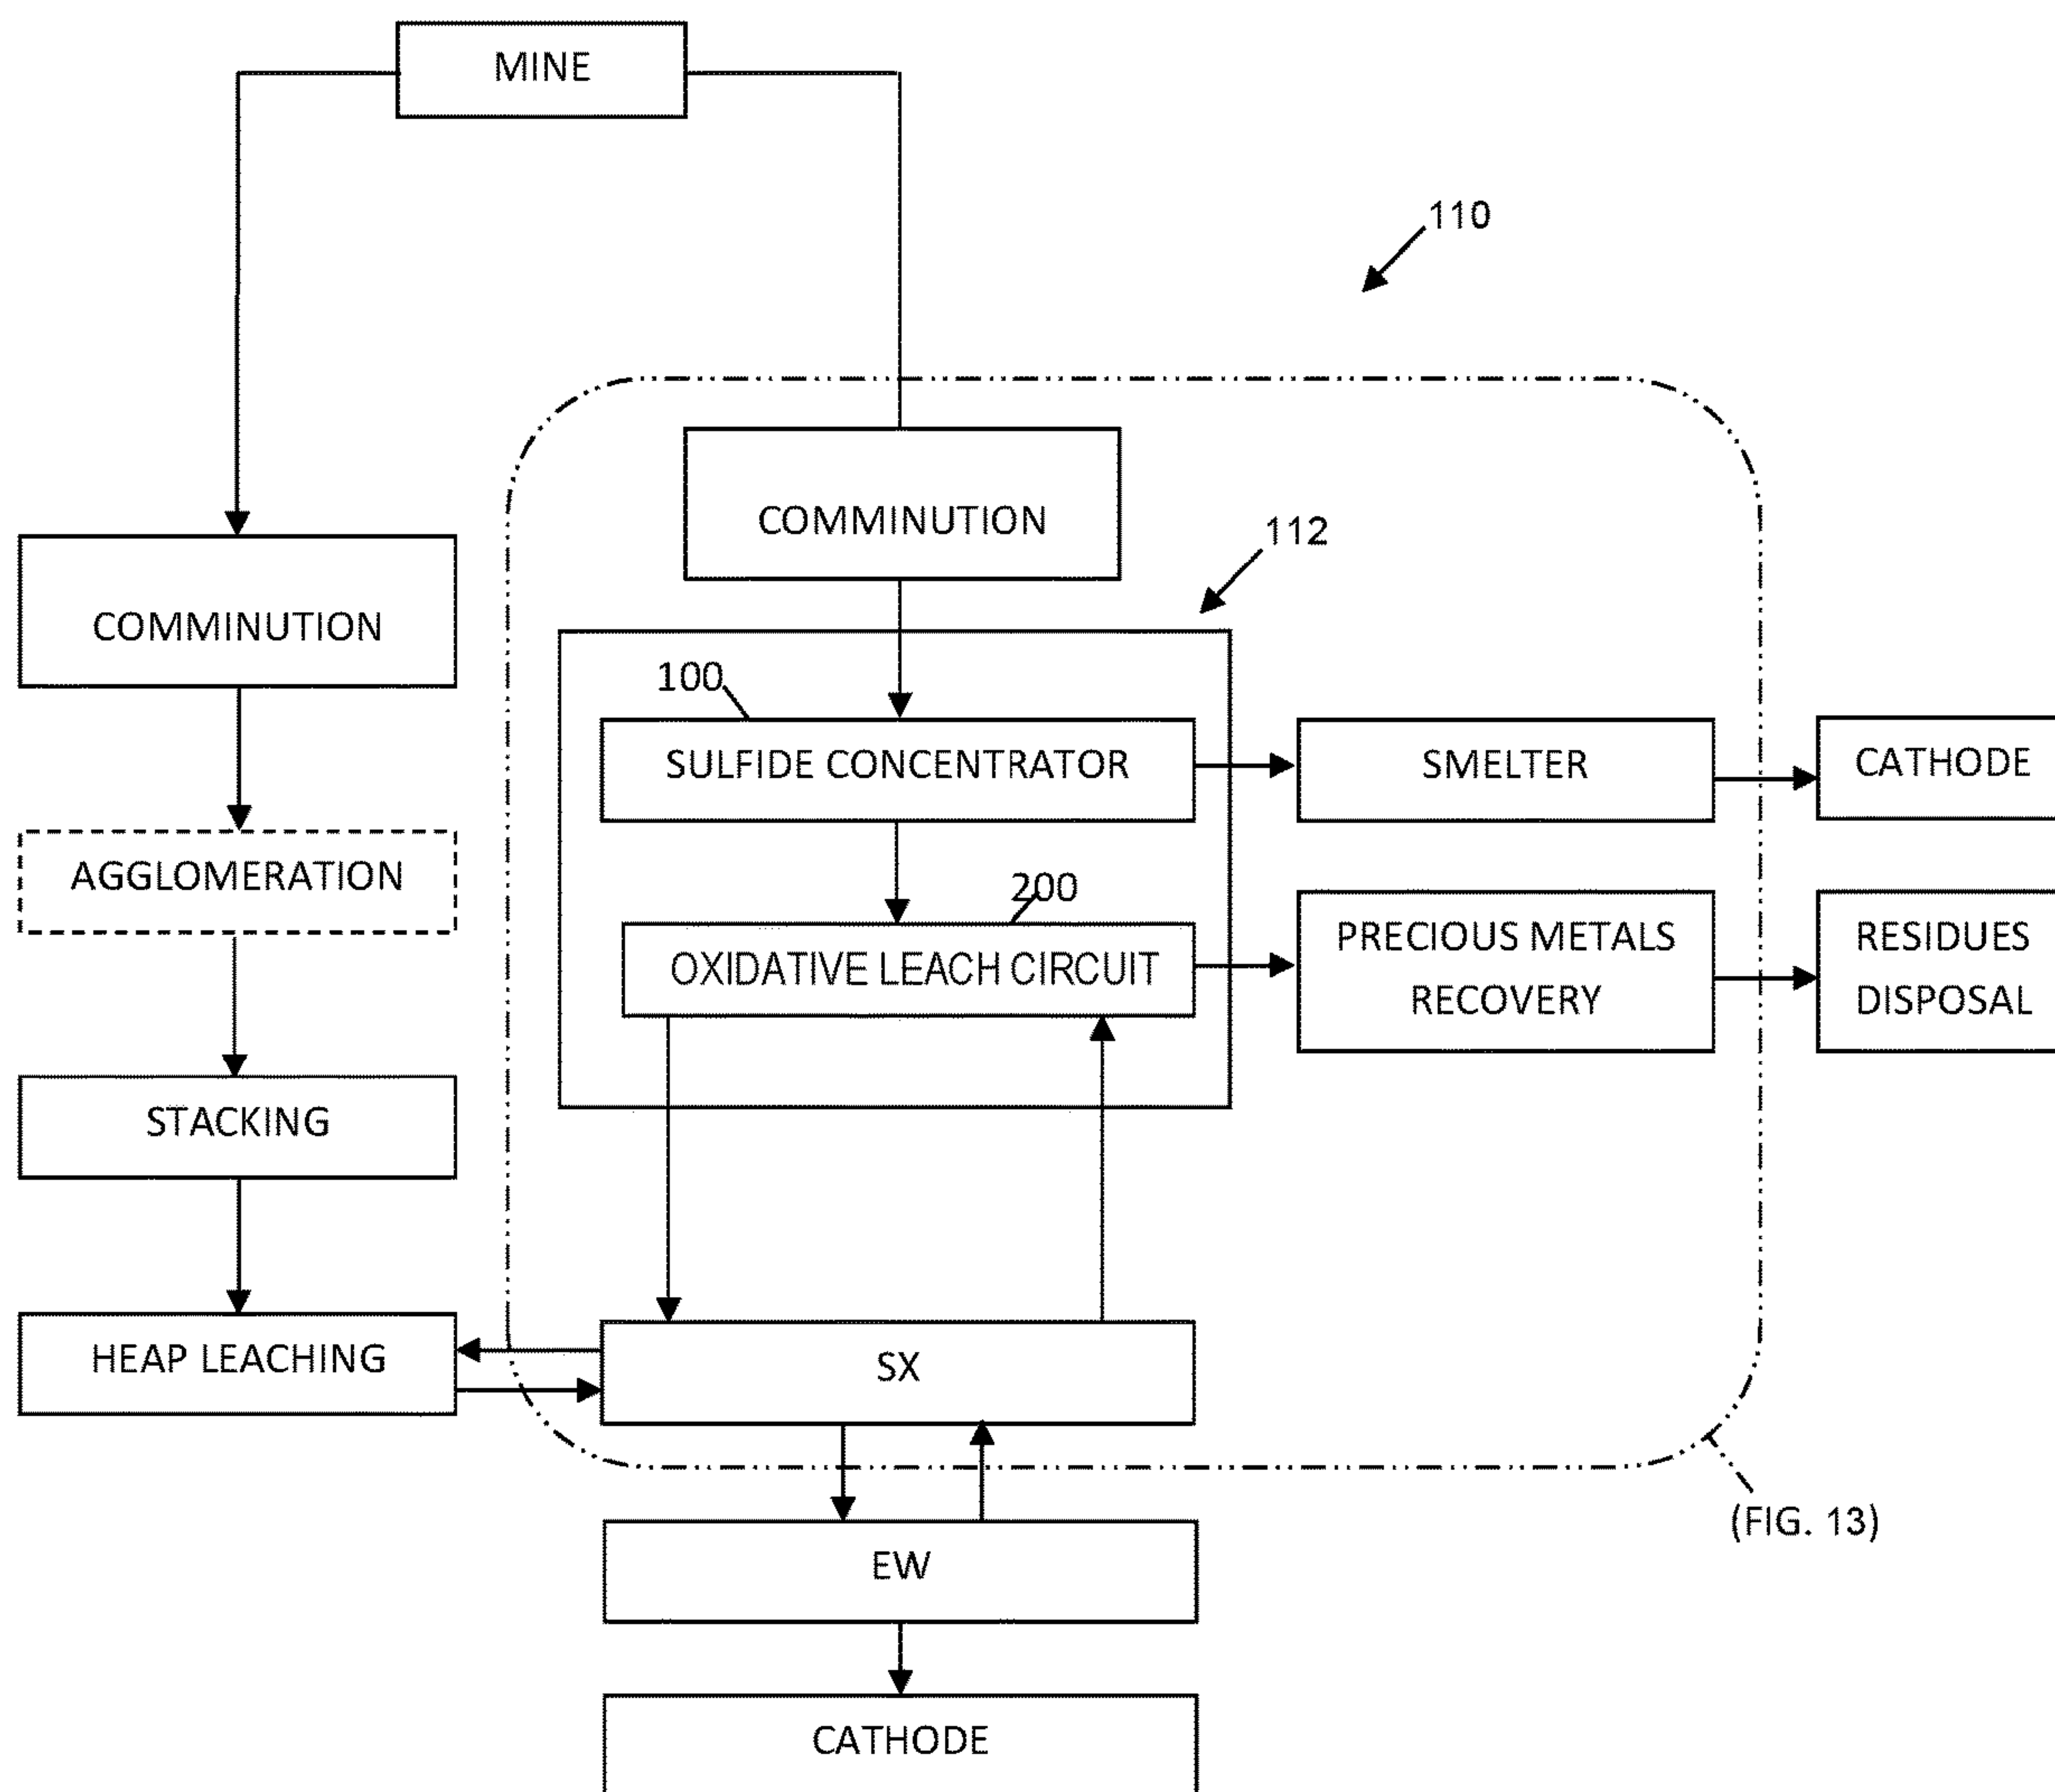 MINE
110
COMMINUTION
112
COMMINUTION
100
SULFIDE CONCENTRATOR
SMELTER
CATHODE
AGGLOMERATION
200
OXIDATIVE LEACH CIRCUIT
PRECIOUS METALS
RECOVERY
RESIDUES
DISPOSAL
STACKING
HEAP LEACHING
SX
(FIG. 13)
EW
CATHODE